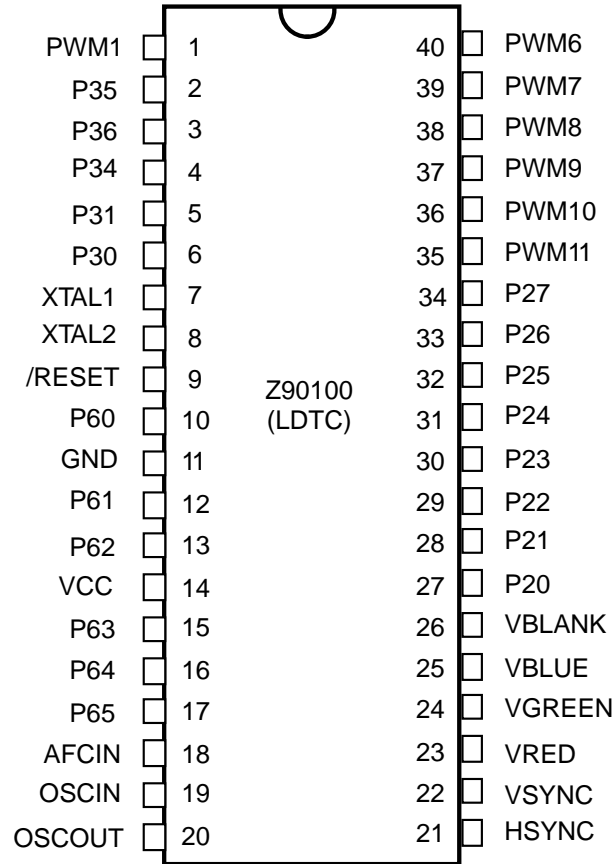 PWM1 1 40 PWM6
P35 2 39 PWM7
P36 3 38 PWM8
P34 4 37 PWM9
P31 5 36 PWM10
P30 6 35 PWM11
XTAL1 7 34 P27
XTAL2 8 33 P26
/RESET 9 32 P25
Z90100
P60 10 31 P24
(LDTC)
GND 11 30 P23
P61 12 29 P22
P62 13 28 P21
VCC 14 27 P20
P63 15 26 VBLANK
P64 16 25 VBLUE
P65 17 24 VGREEN
AFCIN 18 23 VRED
OSCIN 19 22 VSYNC
OSCOUT 20 21 HSYNC